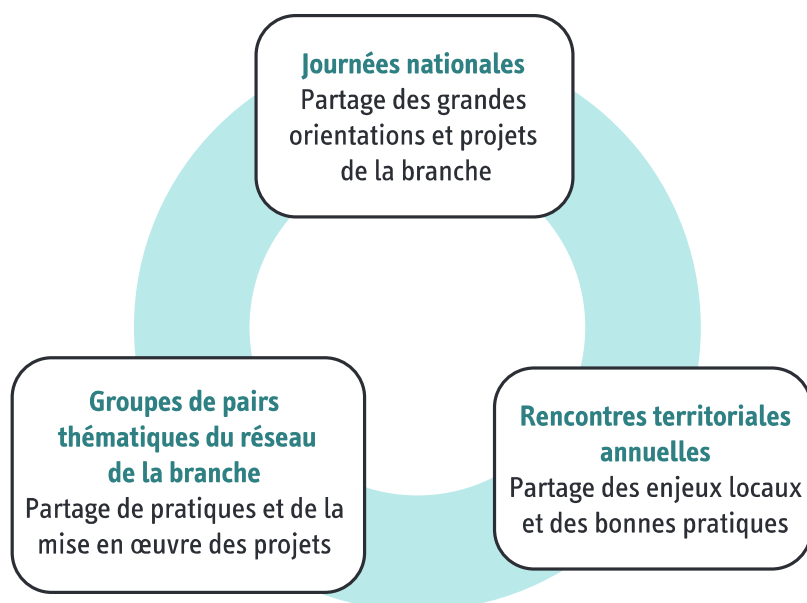 Journées nationales
Partage des grandes
orientations et projets
de la branche
Groupes de pairs
thématiques du réseau
de la branche
Partage de pratiques et de la
mise en œuvre des projets
Rencontres territoriales
annuelles
Partage des enjeux locaux
et des bonnes pratiques